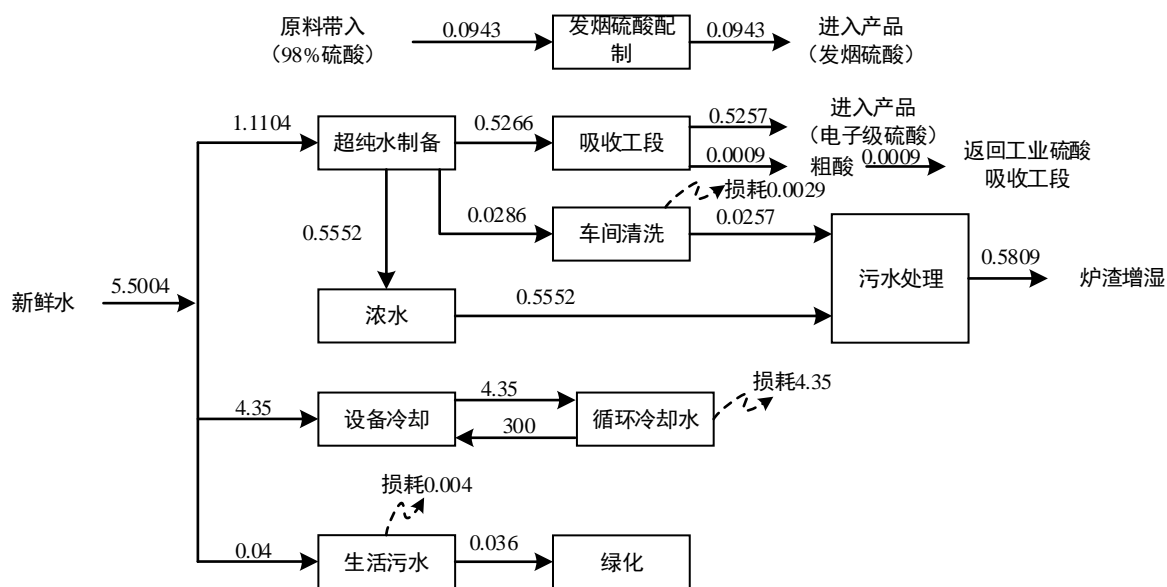 原料带入
（98%硫酸）
0.0943
发烟硫酸配
制
0.0943
进入产品
（发烟硫酸）
1.1104
超纯水制备
0.5266
吸收工段
0.5257
进入产品
（电子级硫酸）
0.0009
粗酸
0.0009
返回工业硫酸
吸收工段
损耗0.0029
0.5552
0.0286
车间清洗
0.0257
污水处理
0.5809
炉渣增湿
新鲜水
5.5004
浓水
0.5552
4.35
设备冷却
4.35
300
循环冷却水
损耗4.35
损耗0.004
0.04
生活污水
0.036
绿化